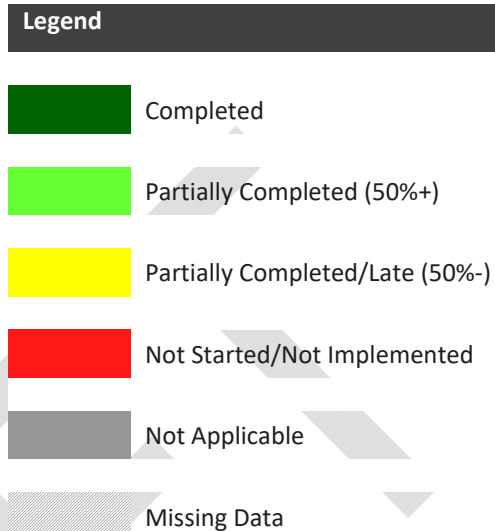 Legend
Completed
Partially Completed (50%+)
Partially Completed/Late (50%-)
Not Started/Not Implemented
Not Applicable
Missing Data